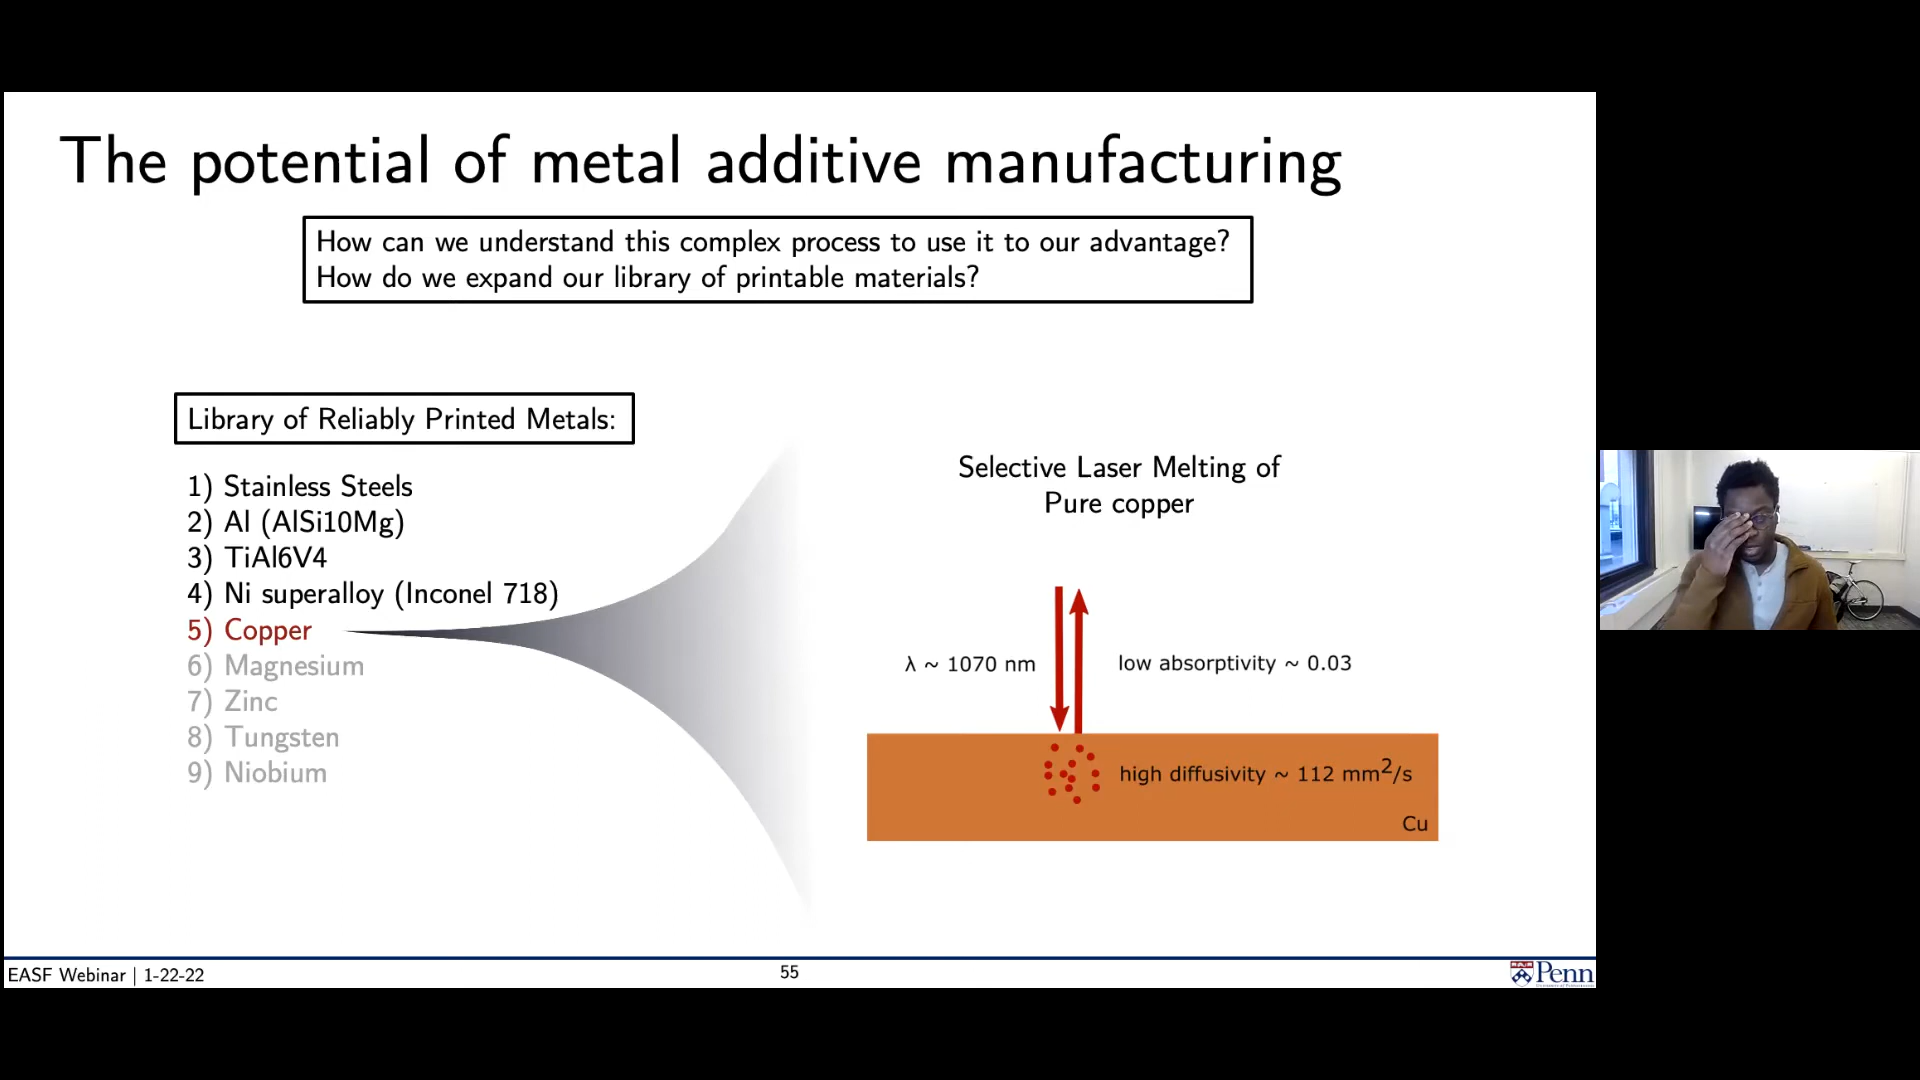 The potential of metal additive manufacturing
How can we understand this complex process to use it to our advantage?
How do we expand our library of printable materials?
Library of Reliably Printed Metals:
1) Stainless Steels
2) Al (AlSi10Mg)
3) TiAl6V4
4) Ni superalloy (Inconel 718)
5) Copper
6) Magnesium
7) Zinc
8) Tungsten
9) Niobium
Selective Laser Melting of
Pure copper
λ ~ 1070 nm
low absorptivity ~ 0.03
high diffusivity ~ 112 mm²/s
Cu
EASF Webinar | 1-22-22
55
Penn